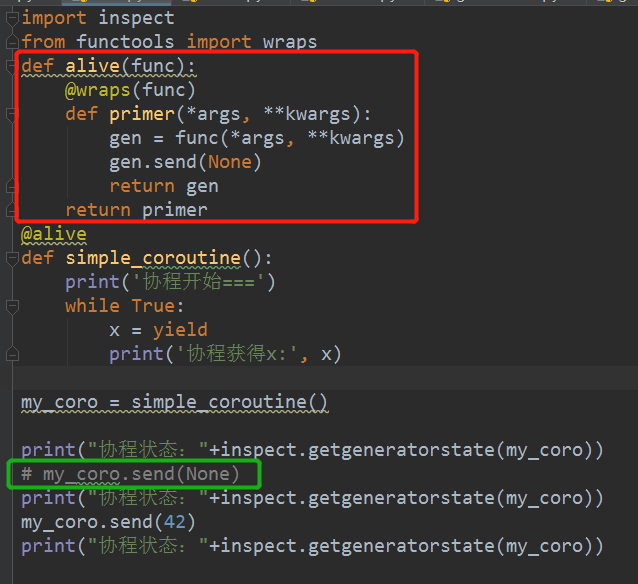 import inspect
from functools import wraps
def alive(func):
    @wraps(func)
    def primer(*args, **kwargs):
        gen = func(*args, **kwargs)
        gen.send(None)
        return gen
    return primer
@alive
def simple_coroutine():
    print('协程开始===')
    while True:
        x = yield
        print('协程获得x:', x)
my_coro = simple_coroutine()
print("协程状态: "+inspect.getgeneratorstate(my_coro))
# my_coro.send(None)
print("协程状态: "+inspect.getgeneratorstate(my_coro))
my_coro.send(42)
print("协程状态: "+inspect.getgeneratorstate(my_coro))